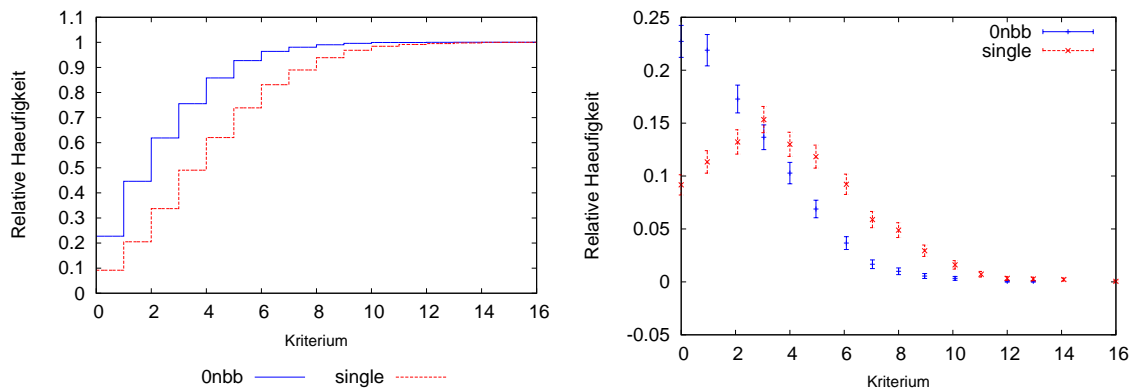 Relative Haeufigkeit
1.1
1
0.9
0.8
0.7
0.6
0.5
0.4
0.3
0.2
0.1
0
0 2 4 6 8 10 12 14 16
Kriterium
0nbb single
Relative Haeufigkeit
0.25
0.2
0.15
0.1
0.05
0
-0.05
0nbb
single
0 2 4 6 8 10 12 14 16
Kriterium